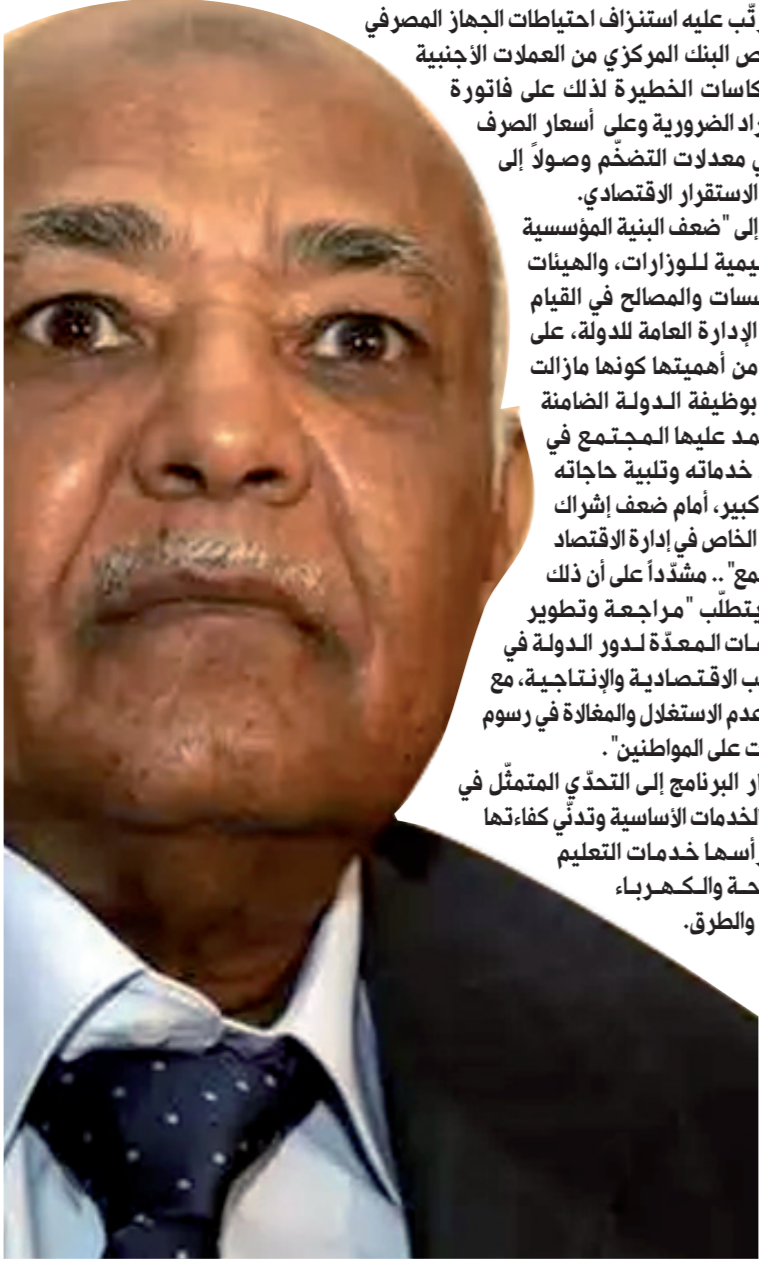 رتّب عليه استنزاف احتياطات الجهاز المصرفي
ص البنك المركزي من العملات الأجنبية
كاسات الخطيرة لذلك على فاتورة
راد الضرورية وعلى أسعار الصرف
ي معدلات التضخّم وصولاً إلى
الاستقرار الاقتصادي.
إلى "ضعف البنية المؤسسية
يمية للوزارات، والهيئات
سسات والمصالح في القيام
الإدارة العامة للدولة، على
من أهميتها كونها مازالت
بوظيفة الدولة الضامنة
مد عليها المجتمع في
خدماته وتلبية حاجاته
كبير، أمام ضعف إشراك
الخاص في إدارة الاقتصاد
مع" .. مشدّداً على أن ذلك
يتطلّب "مراجعة وتطوير
مات المعدّة لدور الدولة في
ب الاقتصادية والإنتاجية، مع
عدم الاستغلال والمغالاة في رسوم
ت على المواطنين".
ار البرنامج إلى التحدّي المتمثّل في
الخدمات الأساسية وتدنّي كفاءتها
رأسها خدمات التعليم
حة والكهرباء
والطرق.